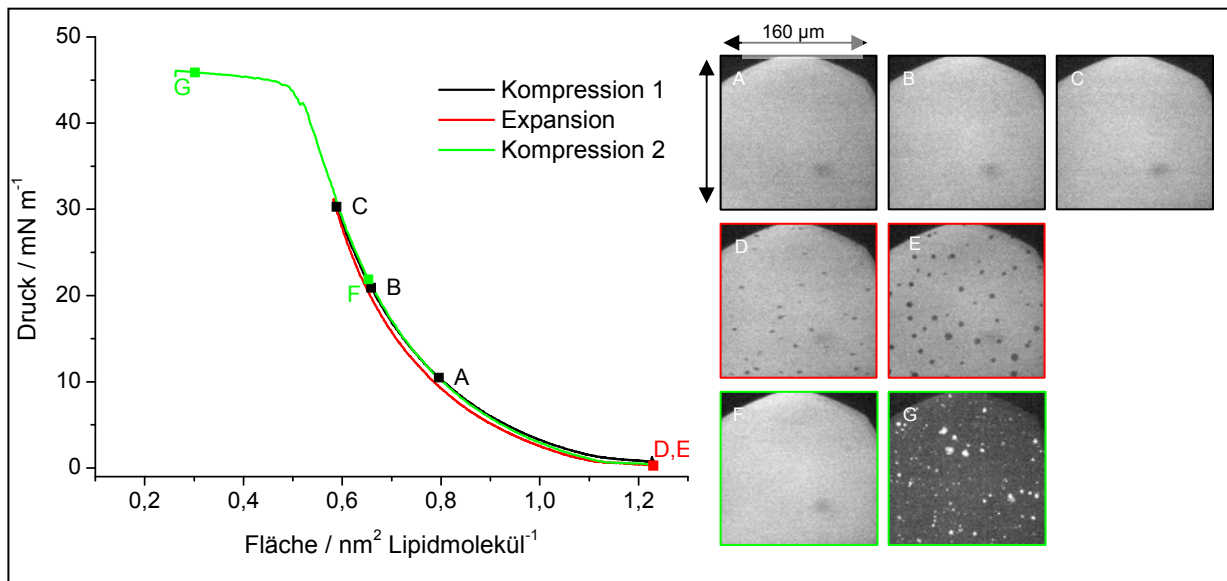 50
40
30
20
10
0
0,2
0,4
0,6
0,8
1,0
1,2
Druck / mN m⁻¹
Fläche / nm² Lipidmolekül⁻¹
Kompression 1
Expansion
Kompression 2
G
C
F
B
A
D,E
160 µm
A
B
C
D
E
F
G